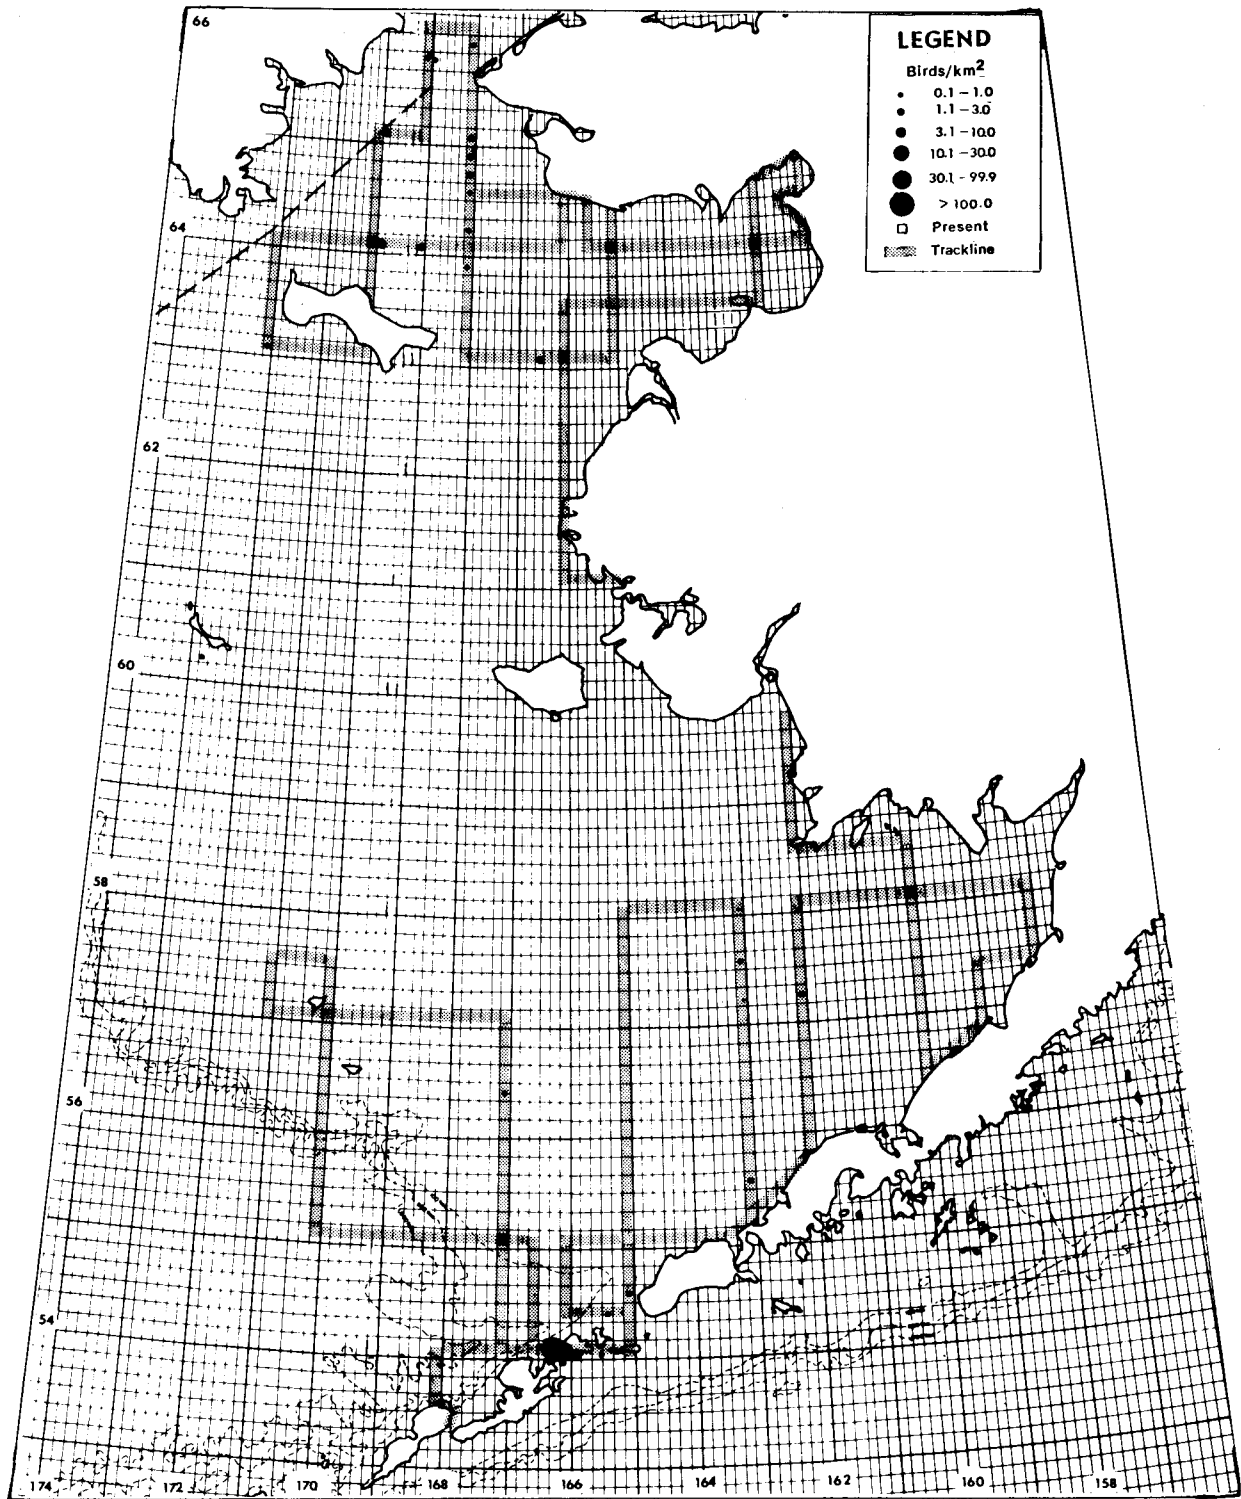 66
LEGEND
Birds/km2
0.1 – 1.0
1.1 – 3.0
3.1 – 10.0
10.1 – 30.0
30.1 – 99.9
> 100.0
Present
Trackline
64
62
60
58
56
54
174 172 170 168 166 164 162 160 158